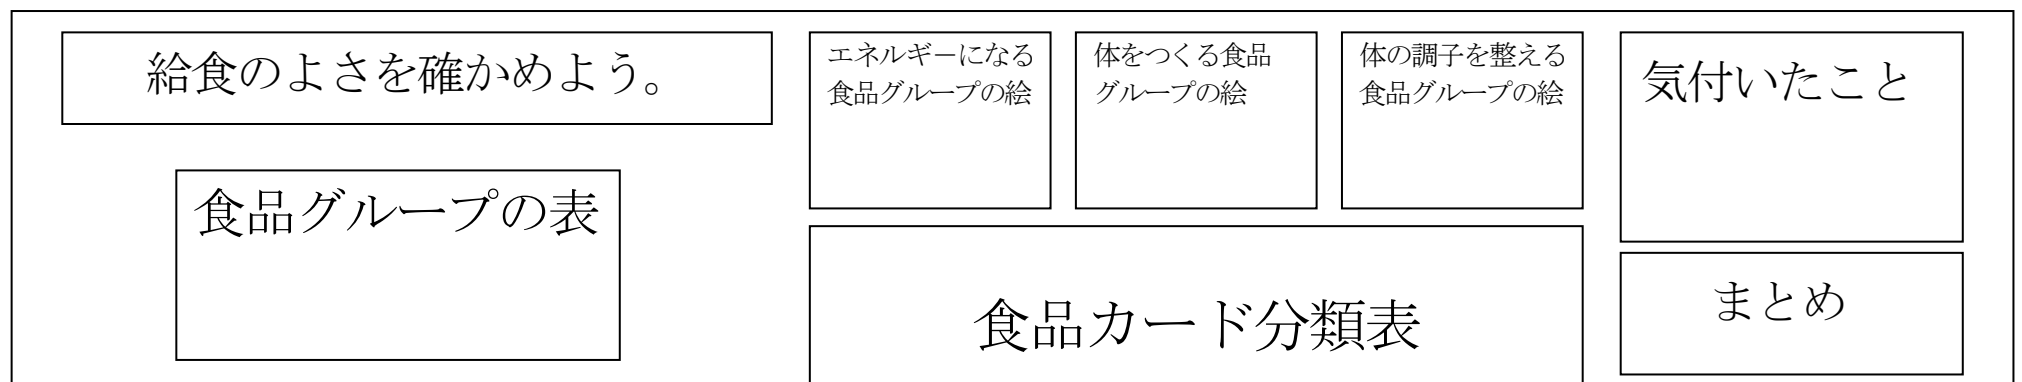 給食のよさを確かめよう。
食品グループの表
エネルギーになる
食品グループの絵
体をつくる食品
グループの絵
体の調子を整える
食品グループの絵
食品カード分類表
気付いたこと
まとめ